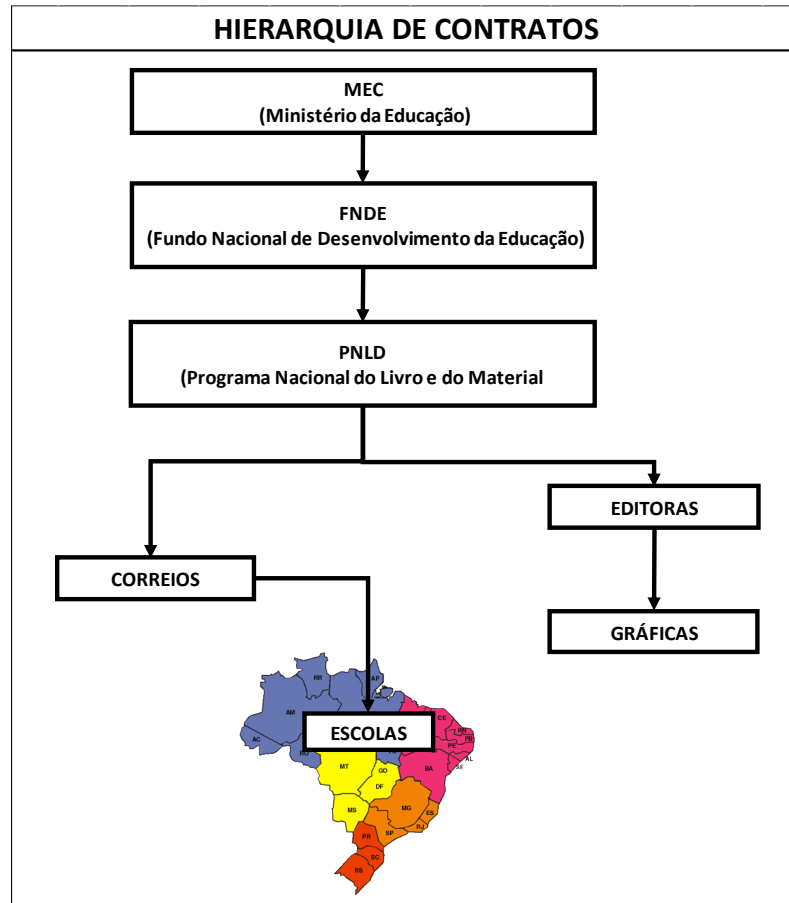 HIERARQUIA DE CONTRATOS
MEC
(Ministério da Educação)
FNDE
(Fundo Nacional de Desenvolvimento da Educação)
PNLD
(Programa Nacional do Livro e do Material
EDITORAS
CORREIOS
GRÁFICAS
ESCOLAS
RR
AP
AM
CE
RN
PB
PE
AL
SE
AC
RO
MT
GO
BA
DF
MS
MG
ES
SP
RJ
PR
SC
RS